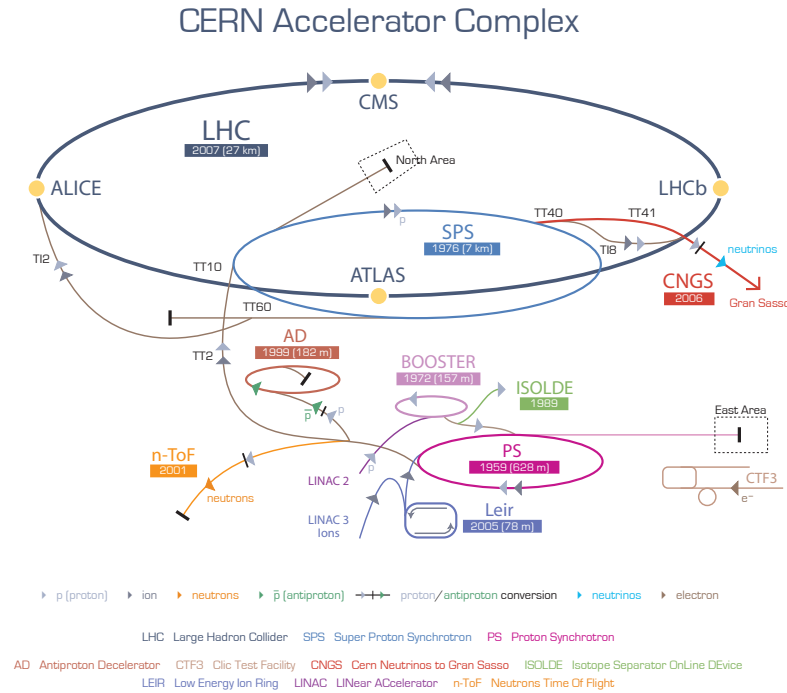 CERN Accelerator Complex
CMS
LHC
2007 (27 km)
North Area
ALICE
LHCb
TT40
TT41
SPS
1976 (7 km)
p
TI8
neutrinos
TI2
TT10
ATLAS
CNGS
2006
Gran Sasso
TT60
AD
1999 (182 m)
TT2
BOOSTER
1972 (157 m)
ISOLDE
1989
p̅
p
East Area
n-ToF
2001
PS
1959 (628 m)
LINAC 2
p
neutrons
CTF3
e⁻
LINAC 3
Ions
Leir
2005 (78 m)
p (proton) ion neutrons p̅ (antiproton) proton/antiproton conversion neutrinos electron
LHC Large Hadron Collider SPS Super Proton Synchrotron PS Proton Synchrotron
AD Antiproton Decelerator CTF3 Clic Test Facility CNGS Cern Neutrinos to Gran Sasso ISOLDE Isotope Separator OnLine DEvice
LEIR Low Energy Ion Ring LINAC LINear ACcelerator n-ToF Neutrons Time Of Flight